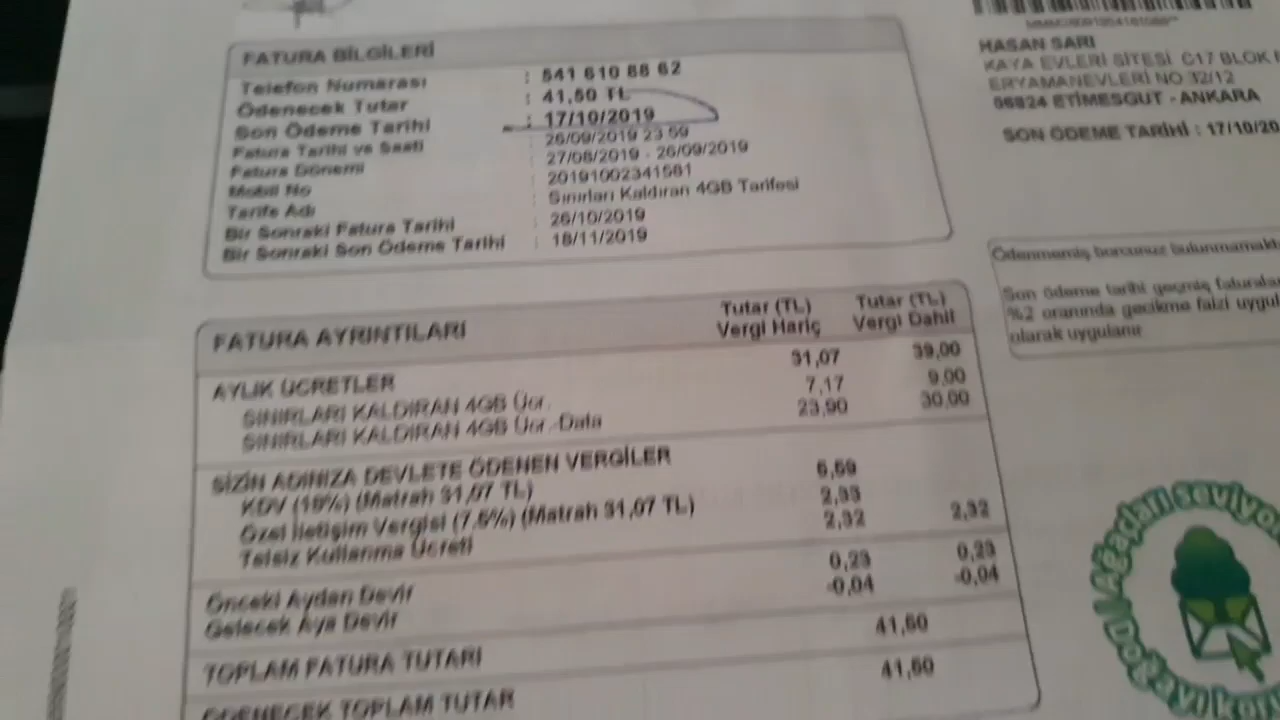 FATURA BİLGİLERİ
Telefon Numarası : 541 610 88 62
Ödenecek Tutar : 41,50 TL
Son Ödeme Tarihi : 17/10/2019
Fatura Tarihi ve Saati : 26/09/2019 23:59
Fatura Dönemi : 27/08/2019 - 26/09/2019
Mobil No : 20191002341581
Tarife Adı : Sınırları Kaldıran 4GB Tarifesi
Bir Sonraki Fatura Tarihi : 26/10/2019
Bir Sonraki Son Ödeme Tarihi : 18/11/2019
HASAN SARI
KAYA EVLERİ SİTESİ C17 BLOK
ERYAMANEVLERİ NO 32/12
06824 ETİMESGUT - ANKARA
SON ÖDEME TARİHİ : 17/10/20
Ödenmemiş borcunuz bulunmamakt
Son ödeme tarihi geçmiş faturala
%2 oranında gecikme faizi uygul
olarak uygulanır
FATURA AYRINTILARI Tutar (TL) Vergi Hariç Tutar (TL) Vergi Dahil
AYLIK ÜCRETLER 31,07 39,00
SINIRLARI KALDIRAN 4GB Ücr. 7,17 9,00
SINIRLARI KALDIRAN 4GB Ücr.-Data 23,90 30,00
SİZİN ADINIZA DEVLETE ÖDENEN VERGİLER
KDV (18%) (Matrah 31,07 TL) 5,59
Özel İletişim Vergisi (7,5%) (Matrah 31,07 TL) 2,33
Telsiz Kullanma Ücreti 2,32 2,32
Önceki Aydan Devir 0,23 0,23
Gelecek Aya Devir -0,04 -0,04
TOPLAM FATURA TUTARI 41,50
ÖDENECEK TOPLAM TUTAR 41,50
Ağaçları seviyo
Doğayı koru